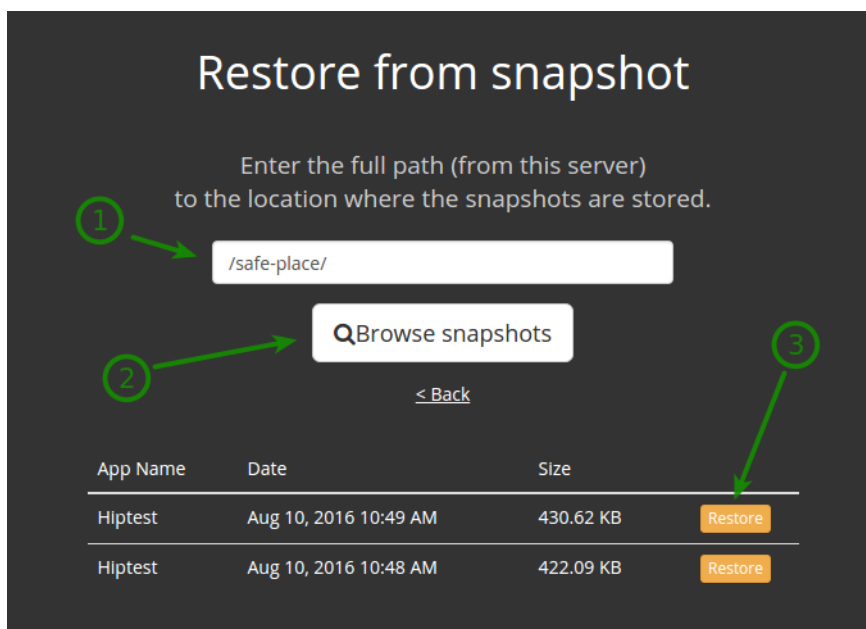 Restore from snapshot
Enter the full path (from this server)
to the location where the snapshots are stored.
1
/safe-place/
Browse snapshots
2
3
< Back
App Name Date Size
Hiptest Aug 10, 2016 10:49 AM 430.62 KB Restore
Hiptest Aug 10, 2016 10:48 AM 422.09 KB Restore